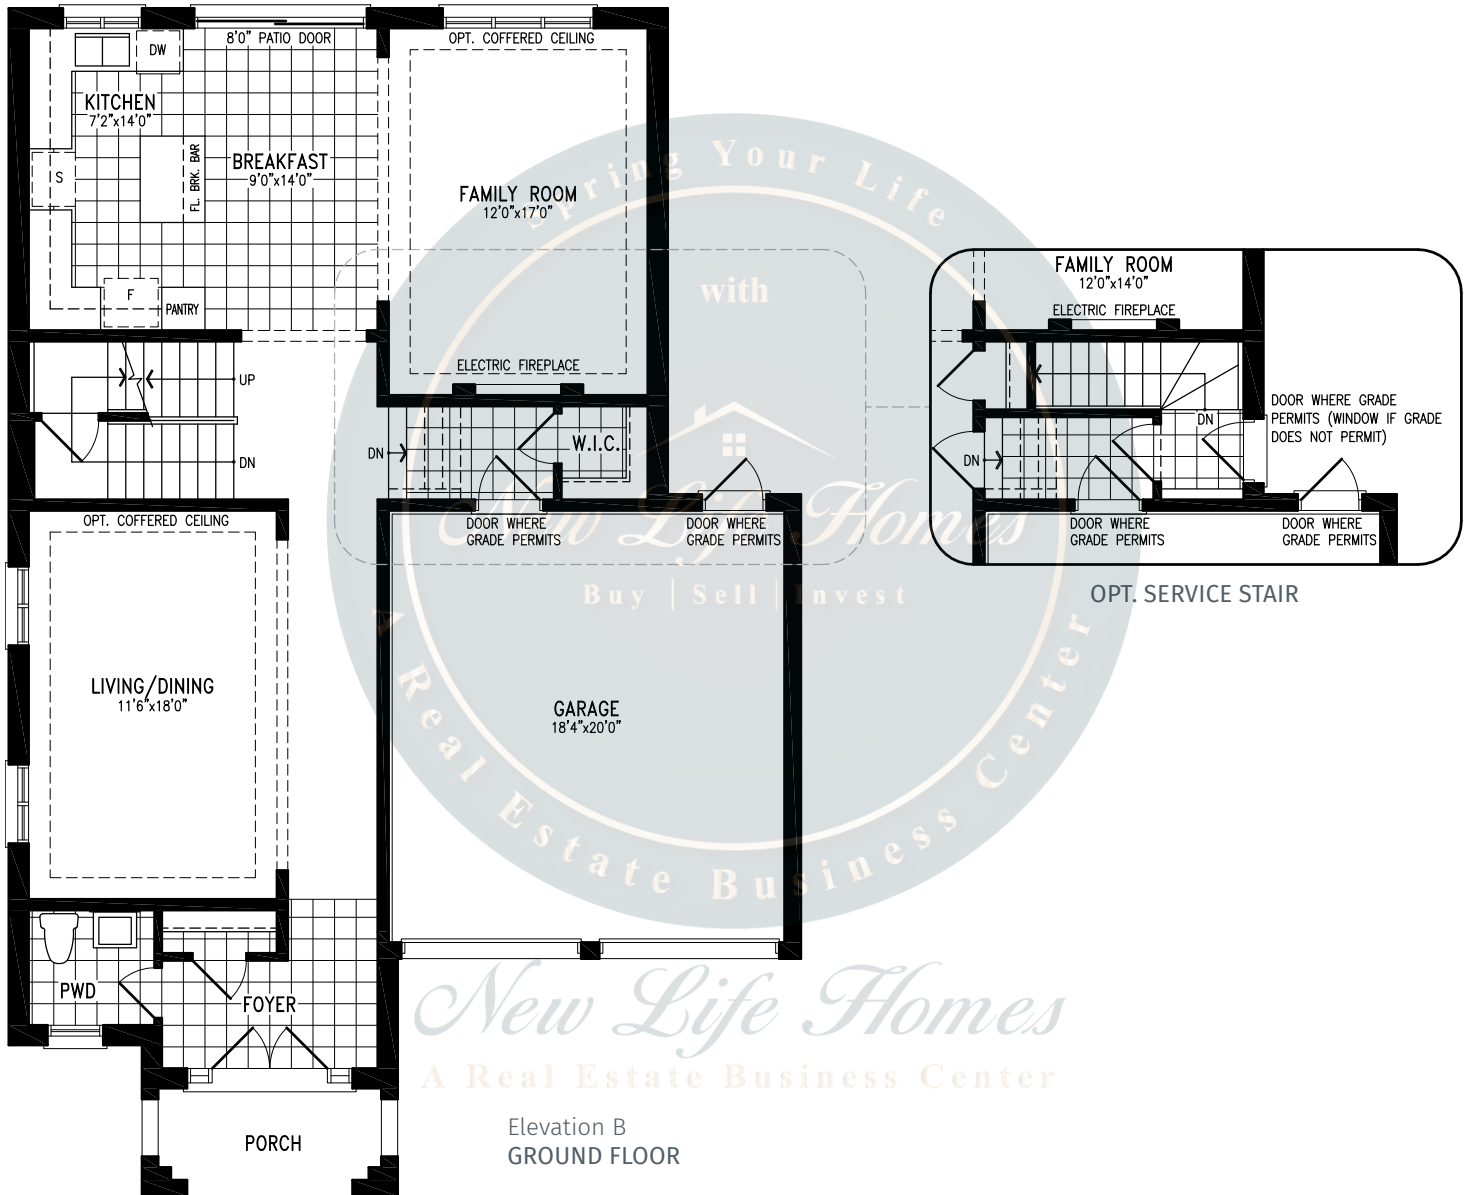 8'0" PATIO DOOR
OPT. COFFERED CEILING
DW
KITCHEN
7'2"x14'0"
S
FL. BRK. BAR
BREAKFAST
9'0"x14'0"
FAMILY ROOM
12'0"x17'0"
F
PANTRY
ELECTRIC FIREPLACE
UP
DN
DN
W.I.C.
DOOR WHERE
GRADE PERMITS
DOOR WHERE
GRADE PERMITS
OPT. COFFERED CEILING
LIVING/DINING
11'6"x18'0"
GARAGE
18'4"x20'0"
PWD
FOYER
PORCH
FAMILY ROOM
12'0"x14'0"
ELECTRIC FIREPLACE
DN
DN
DOOR WHERE GRADE
PERMITS (WINDOW IF GRADE
DOES NOT PERMIT)
DOOR WHERE
GRADE PERMITS
DOOR WHERE
GRADE PERMITS
OPT. SERVICE STAIR
Spring Your Life
with
New Life Homes
Buy | Sell | Invest
A Real Estate Business Center
New Life Homes
A Real Estate Business Center
Elevation B
GROUND FLOOR